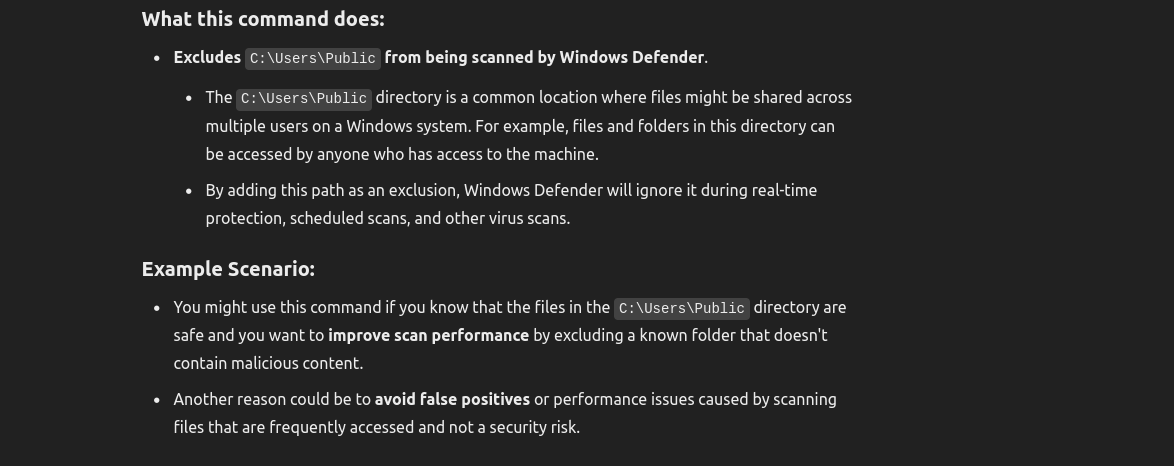 What this command does:
• Excludes C:\Users\Public from being scanned by Windows Defender.
• The C:\Users\Public directory is a common location where files might be shared across
multiple users on a Windows system. For example, files and folders in this directory can
be accessed by anyone who has access to the machine.
• By adding this path as an exclusion, Windows Defender will ignore it during real-time
protection, scheduled scans, and other virus scans.
Example Scenario:
• You might use this command if you know that the files in the C:\Users\Public directory are
safe and you want to improve scan performance by excluding a known folder that doesn't
contain malicious content.
• Another reason could be to avoid false positives or performance issues caused by scanning
files that are frequently accessed and not a security risk.